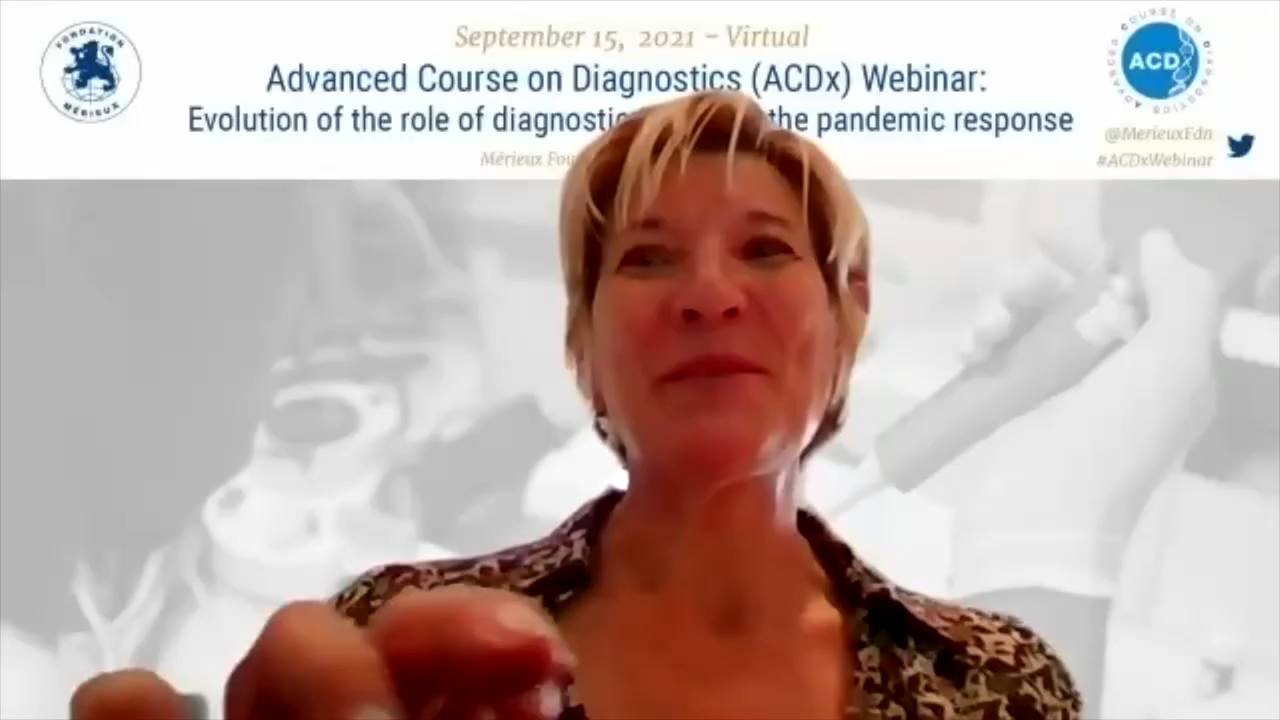 September 15, 2021 – Virtual
Advanced Course on Diagnostics (ACDx) Webinar:
Evolution of the role of diagnostic the pandemic response
Mérieux Fou
@MerieuxFdn
#ACDxWebinar
FONDATION
MÉRIEUX
ACD
ADVANCED COURSE ON DIAGNOSTICS